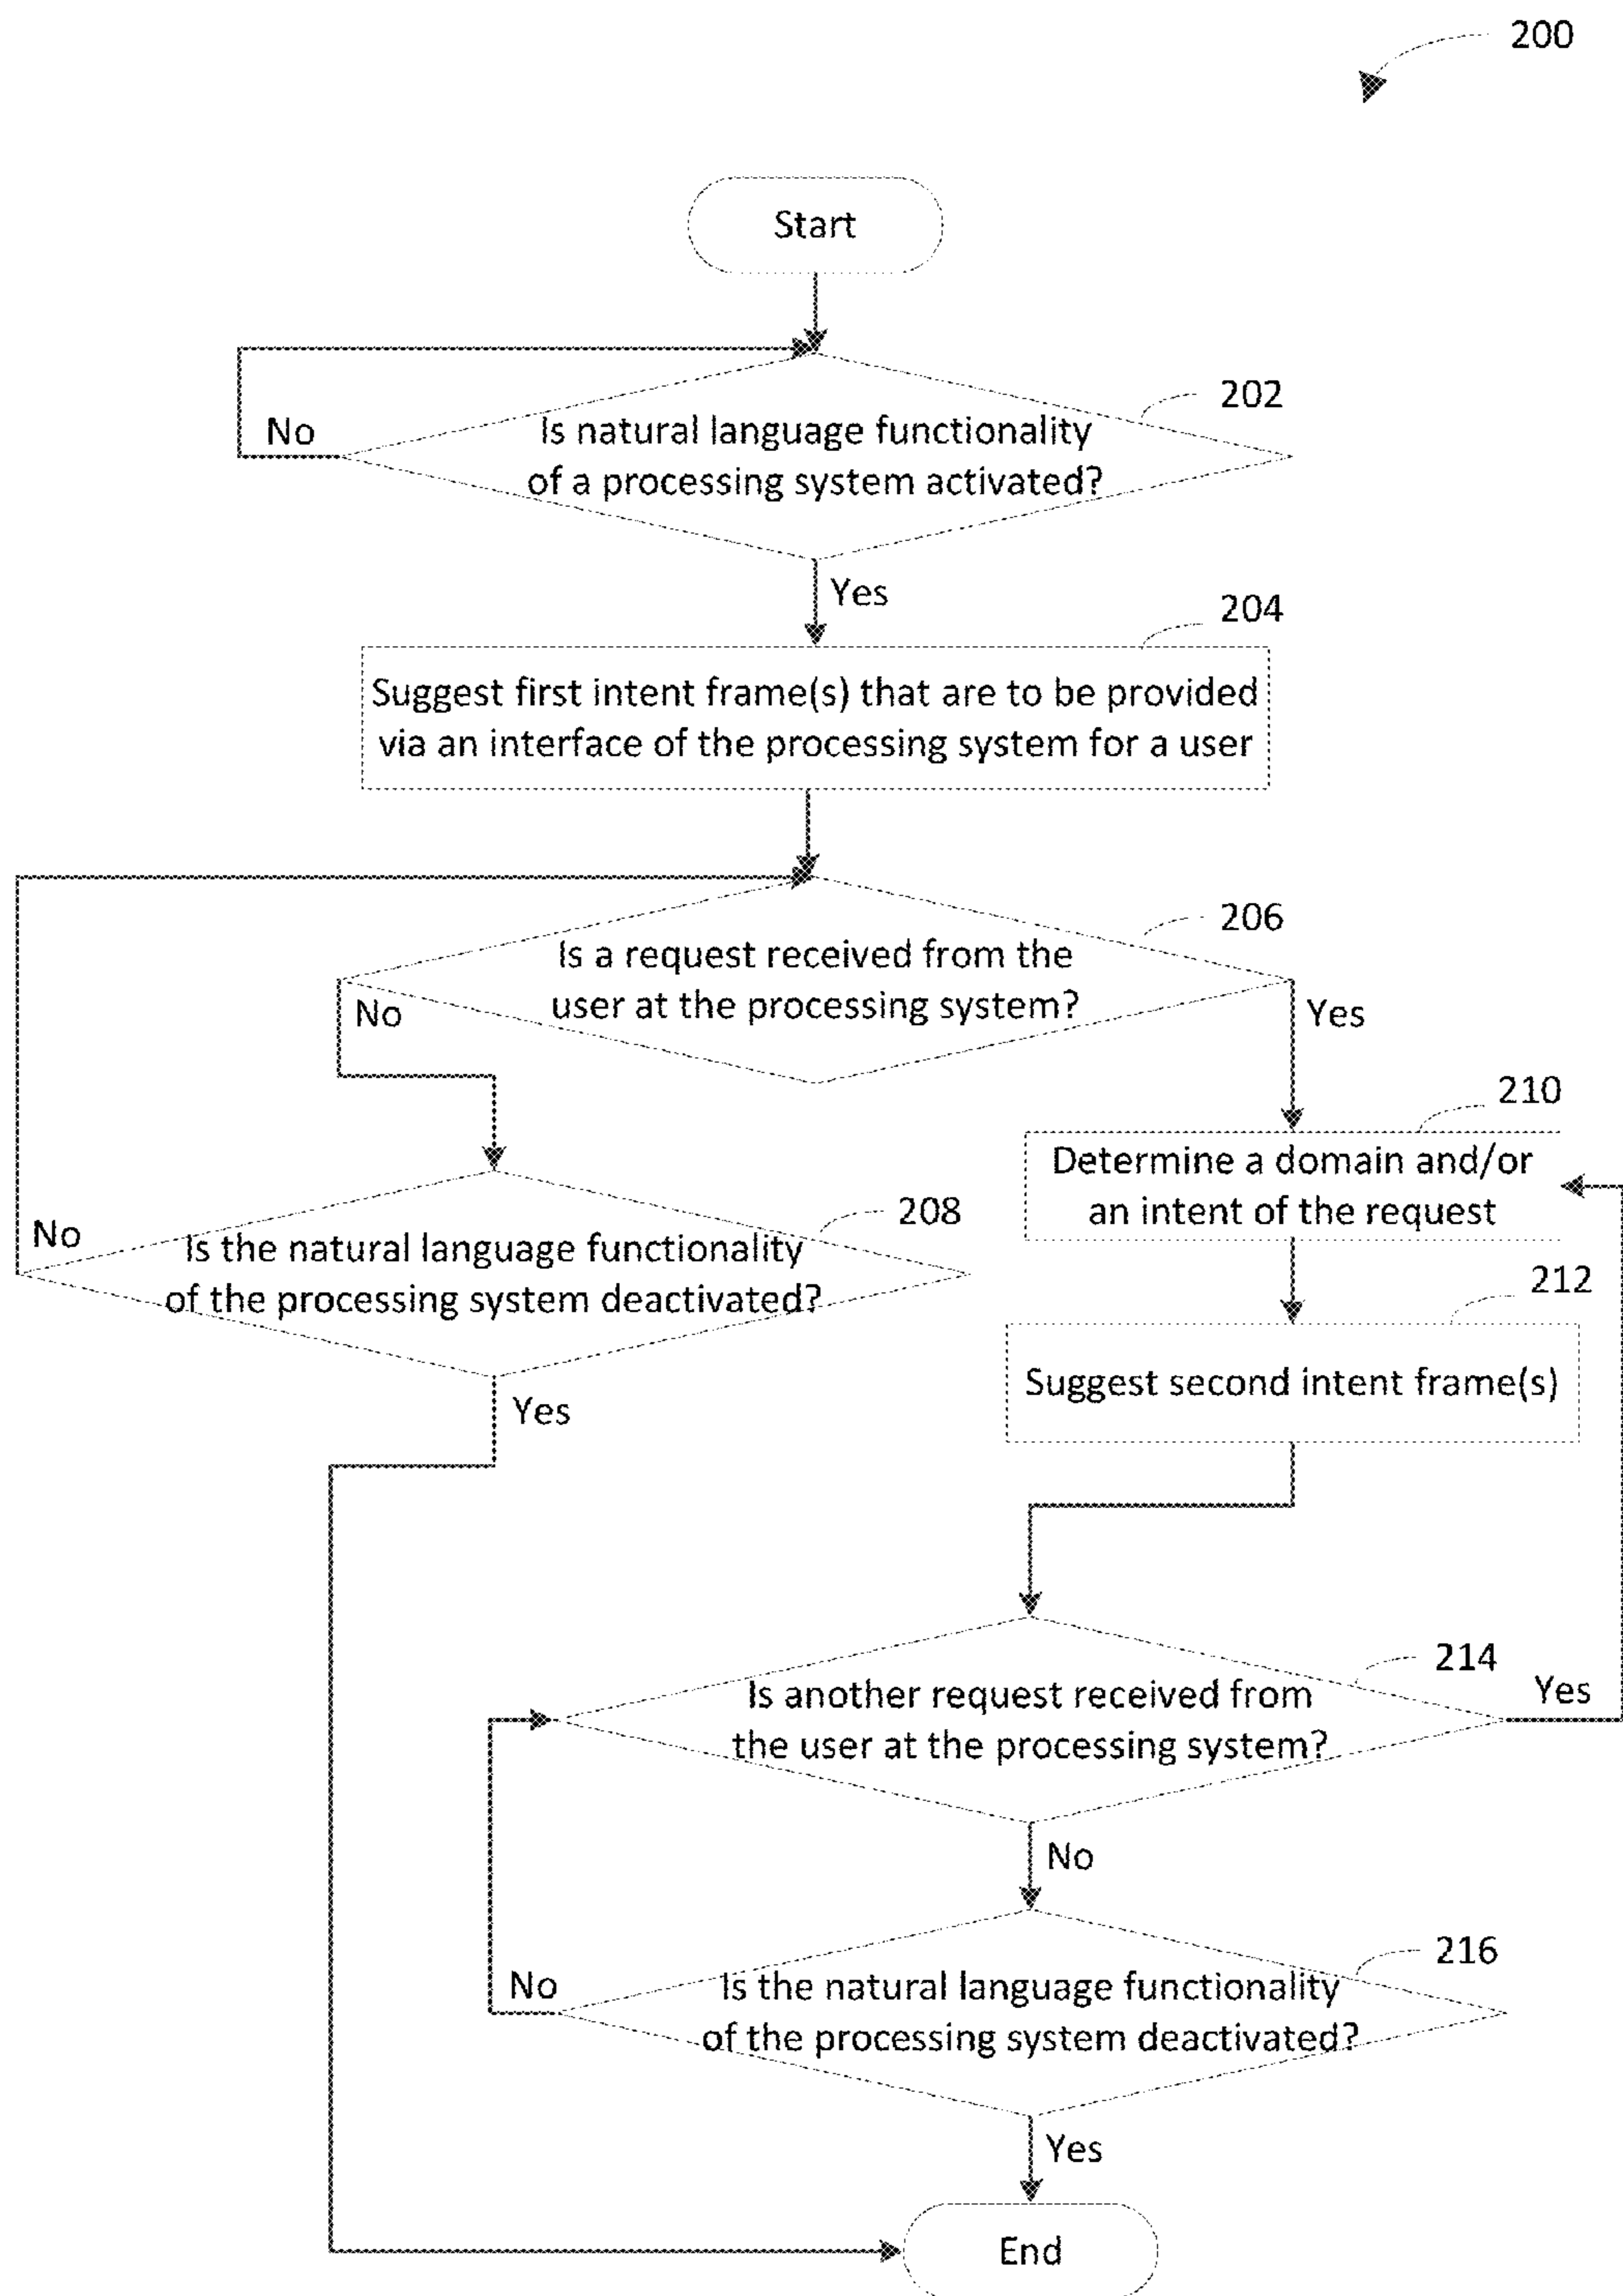 200
Start
202
No
Is natural language functionality
of a processing system activated?
Yes
204
Suggest first intent frame(s) that are to be provided
via an interface of the processing system for a user
206
Is a request received from the
user at the processing system?
No
Yes
210
Determine a domain and/or
an intent of the request
208
No
Is the natural language functionality
of the processing system deactivated?
212
Suggest second intent frame(s)
Yes
214
Is another request received from
the user at the processing system?
Yes
No
216
No
Is the natural language functionality
of the processing system deactivated?
Yes
End